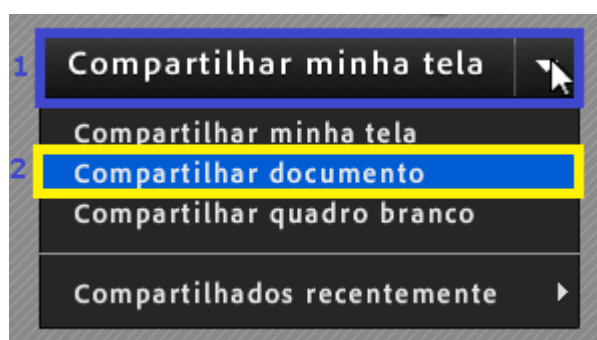 1 Compartilhar minha tela
Compartilhar minha tela
2 Compartilhar documento
Compartilhar quadro branco
Compartilhados recentemente